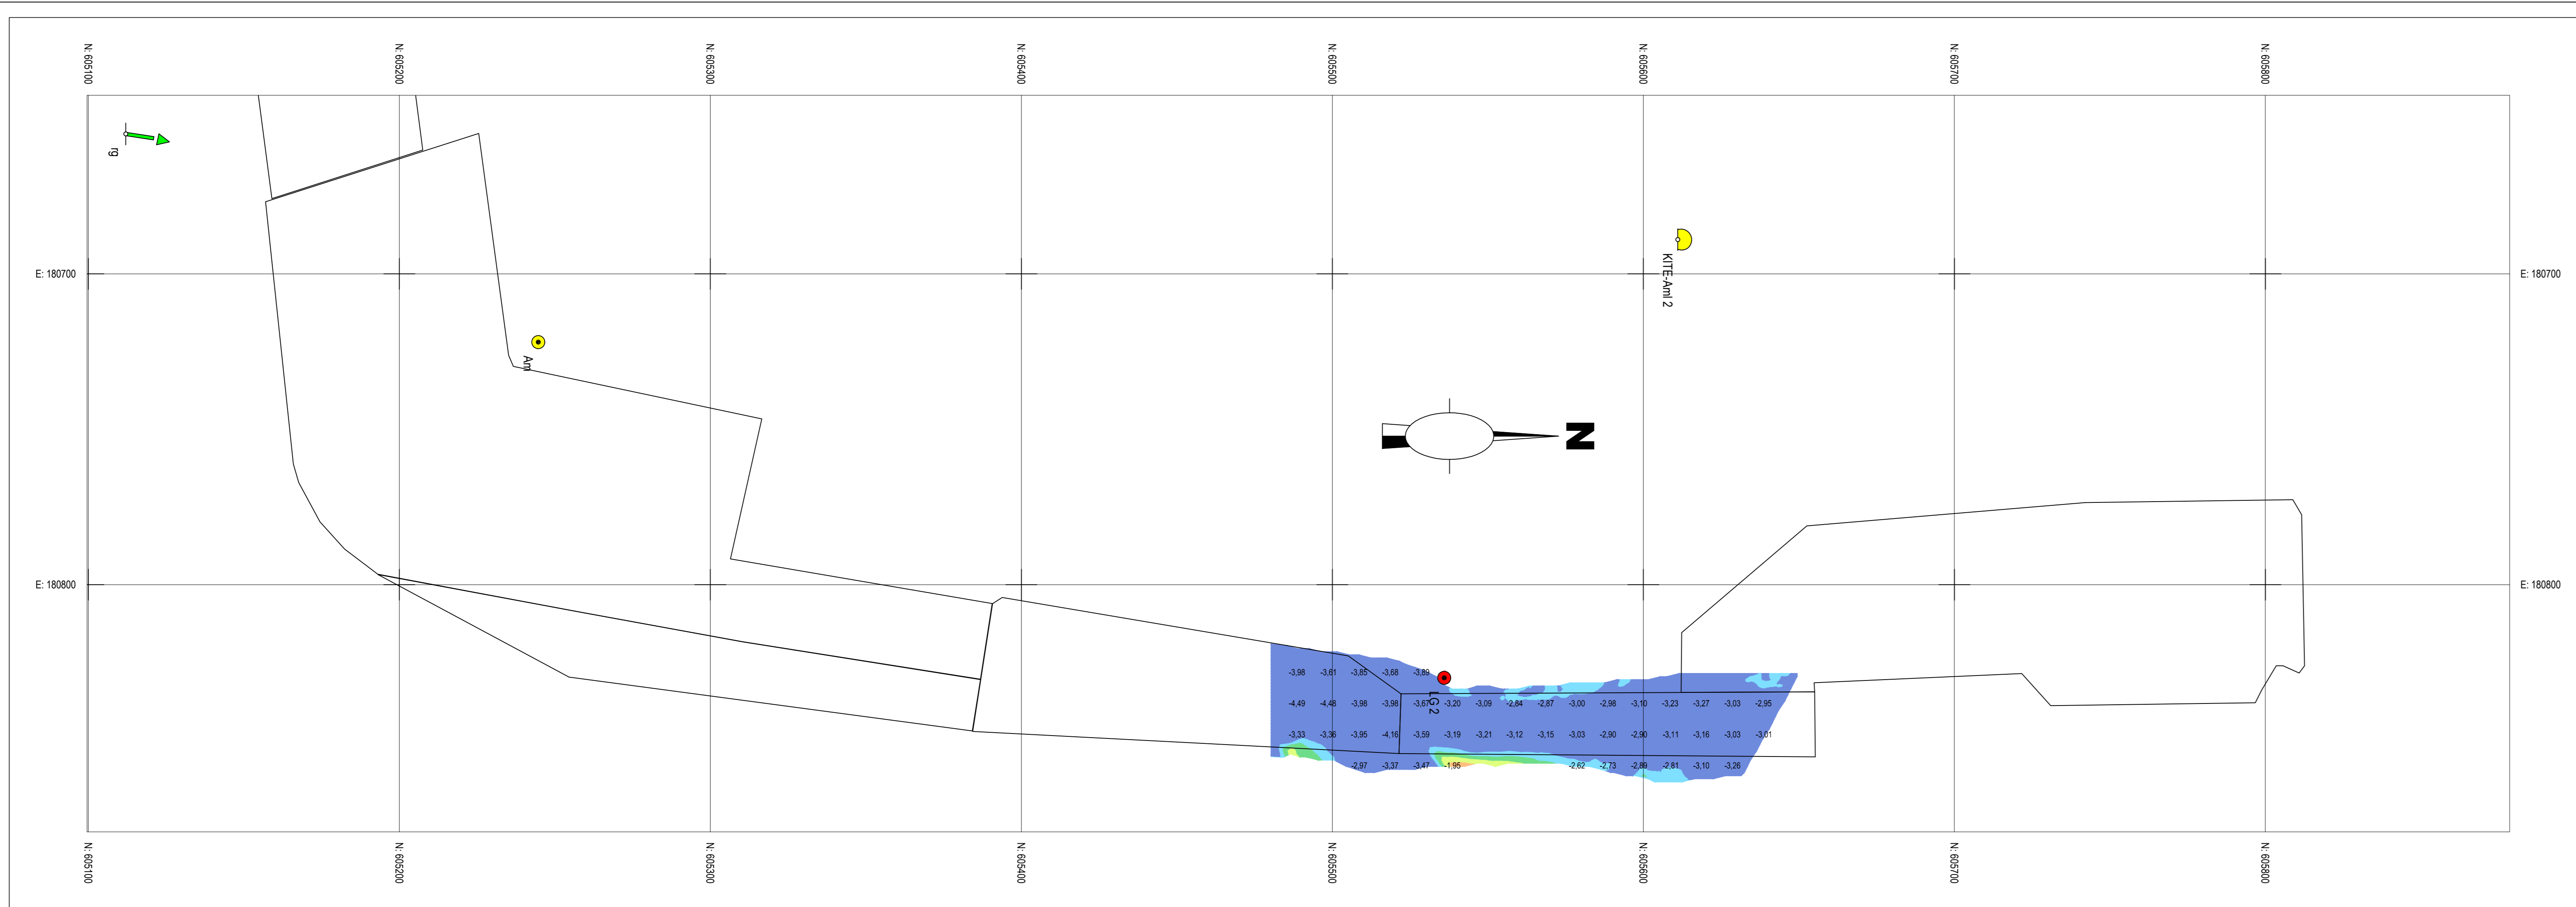 N: 605100
N: 605200
N: 605300
N: 605400
N: 605500
N: 605600
N: 605700
N: 605800
rg
E: 180700
E: 180700
KITE-Aml 2
Am
N
E: 180800
E: 180800
-3,98 -3,61 -3,85 -3,68 -3,89
LG 2
-4,49 -4,48 -3,98 -3,98 -3,67 -3,20 -3,09 -2,84 -2,87 -3,00 -2,98 -3,10 -3,23 -3,27 -3,03 -2,95
-3,33 -3,36 -3,95 -4,16 -3,59 -3,19 -3,21 -3,12 -3,15 -3,03 -2,90 -2,90 -3,11 -3,16 -3,03 -3,01
-2,97 -3,37 -3,47 -1,95 -2,62 -2,73 -2,89 -2,81 -3,10 -3,26
N: 605100
N: 605200
N: 605300
N: 605400
N: 605500
N: 605600
N: 605700
N: 605800